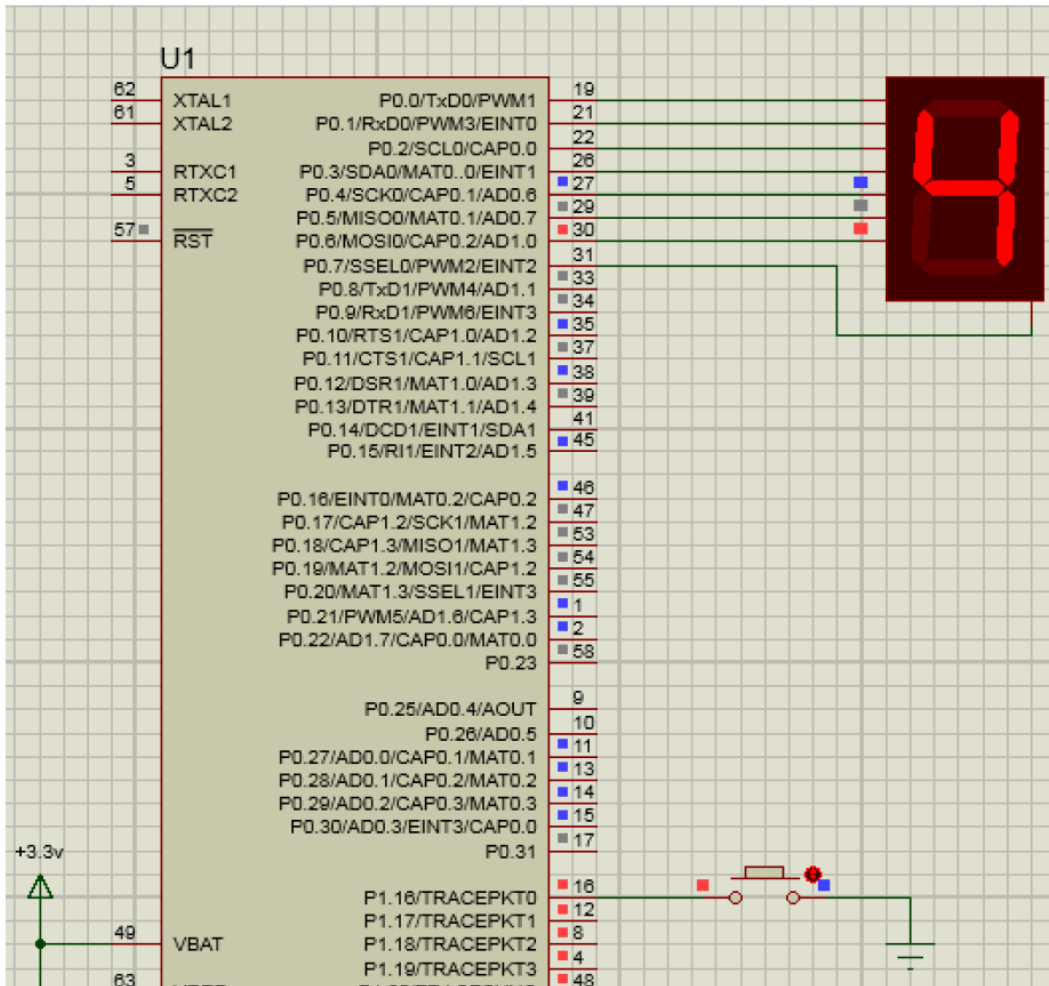 U1
62 XTAL1 P0.0/TxD0/PWM1 19
61 XTAL2 P0.1/RxD0/PWM3/EINT0 21
P0.2/SCL0/CAP0.0 22
3 RTXC1 P0.3/SDA0/MAT0..0/EINT1 26
5 RTXC2 P0.4/SCK0/CAP0.1/AD0.6 27
P0.5/MISO0/MAT0.1/AD0.7 29
57 RST P0.6/MOSI0/CAP0.2/AD1.0 30
P0.7/SSEL0/PWM2/EINT2 31
P0.8/TxD1/PWM4/AD1.1 33
P0.9/RxD1/PWM6/EINT3 34
P0.10/RTS1/CAP1.0/AD1.2 35
P0.11/CTS1/CAP1.1/SCL1 37
P0.12/DSR1/MAT1.0/AD1.3 38
P0.13/DTR1/MAT1.1/AD1.4 39
P0.14/DCD1/EINT1/SDA1 41
P0.15/RI1/EINT2/AD1.5 45
P0.16/EINT0/MAT0.2/CAP0.2 46
P0.17/CAP1.2/SCK1/MAT1.2 47
P0.18/CAP1.3/MISO1/MAT1.3 53
P0.19/MAT1.2/MOSI1/CAP1.2 54
P0.20/MAT1.3/SSEL1/EINT3 55
P0.21/PWM5/AD1.6/CAP1.3 1
P0.22/AD1.7/CAP0.0/MAT0.0 2
P0.23 58
P0.25/AD0.4/AOUT 9
P0.26/AD0.5 10
P0.27/AD0.0/CAP0.1/MAT0.1 11
P0.28/AD0.1/CAP0.2/MAT0.2 13
P0.29/AD0.2/CAP0.3/MAT0.3 14
P0.30/AD0.3/EINT3/CAP0.0 15
P0.31 17
+3.3v
P1.16/TRACEPKT0 16
P1.17/TRACEPKT1 12
49 VBAT P1.18/TRACEPKT2 8
P1.19/TRACEPKT3 4
63 48
4